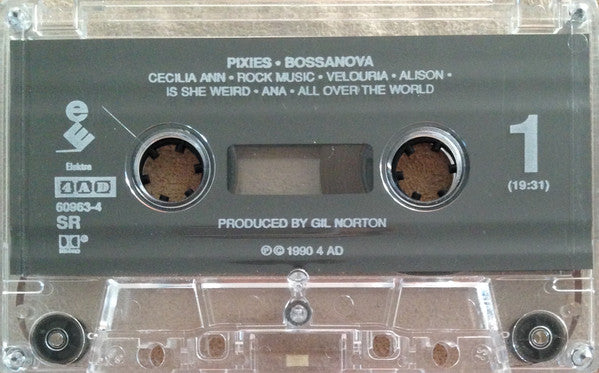 PIXIES • BOSSANOVA
CECILIA ANN • ROCK MUSIC • VELOURIA • ALISON •
IS SHE WEIRD • ANA • ALL OVER THE WORLD
Elektra
4AD
60963-4
SR
1
(19:31)
PRODUCED BY GIL NORTON
℗ © 1990 4 AD